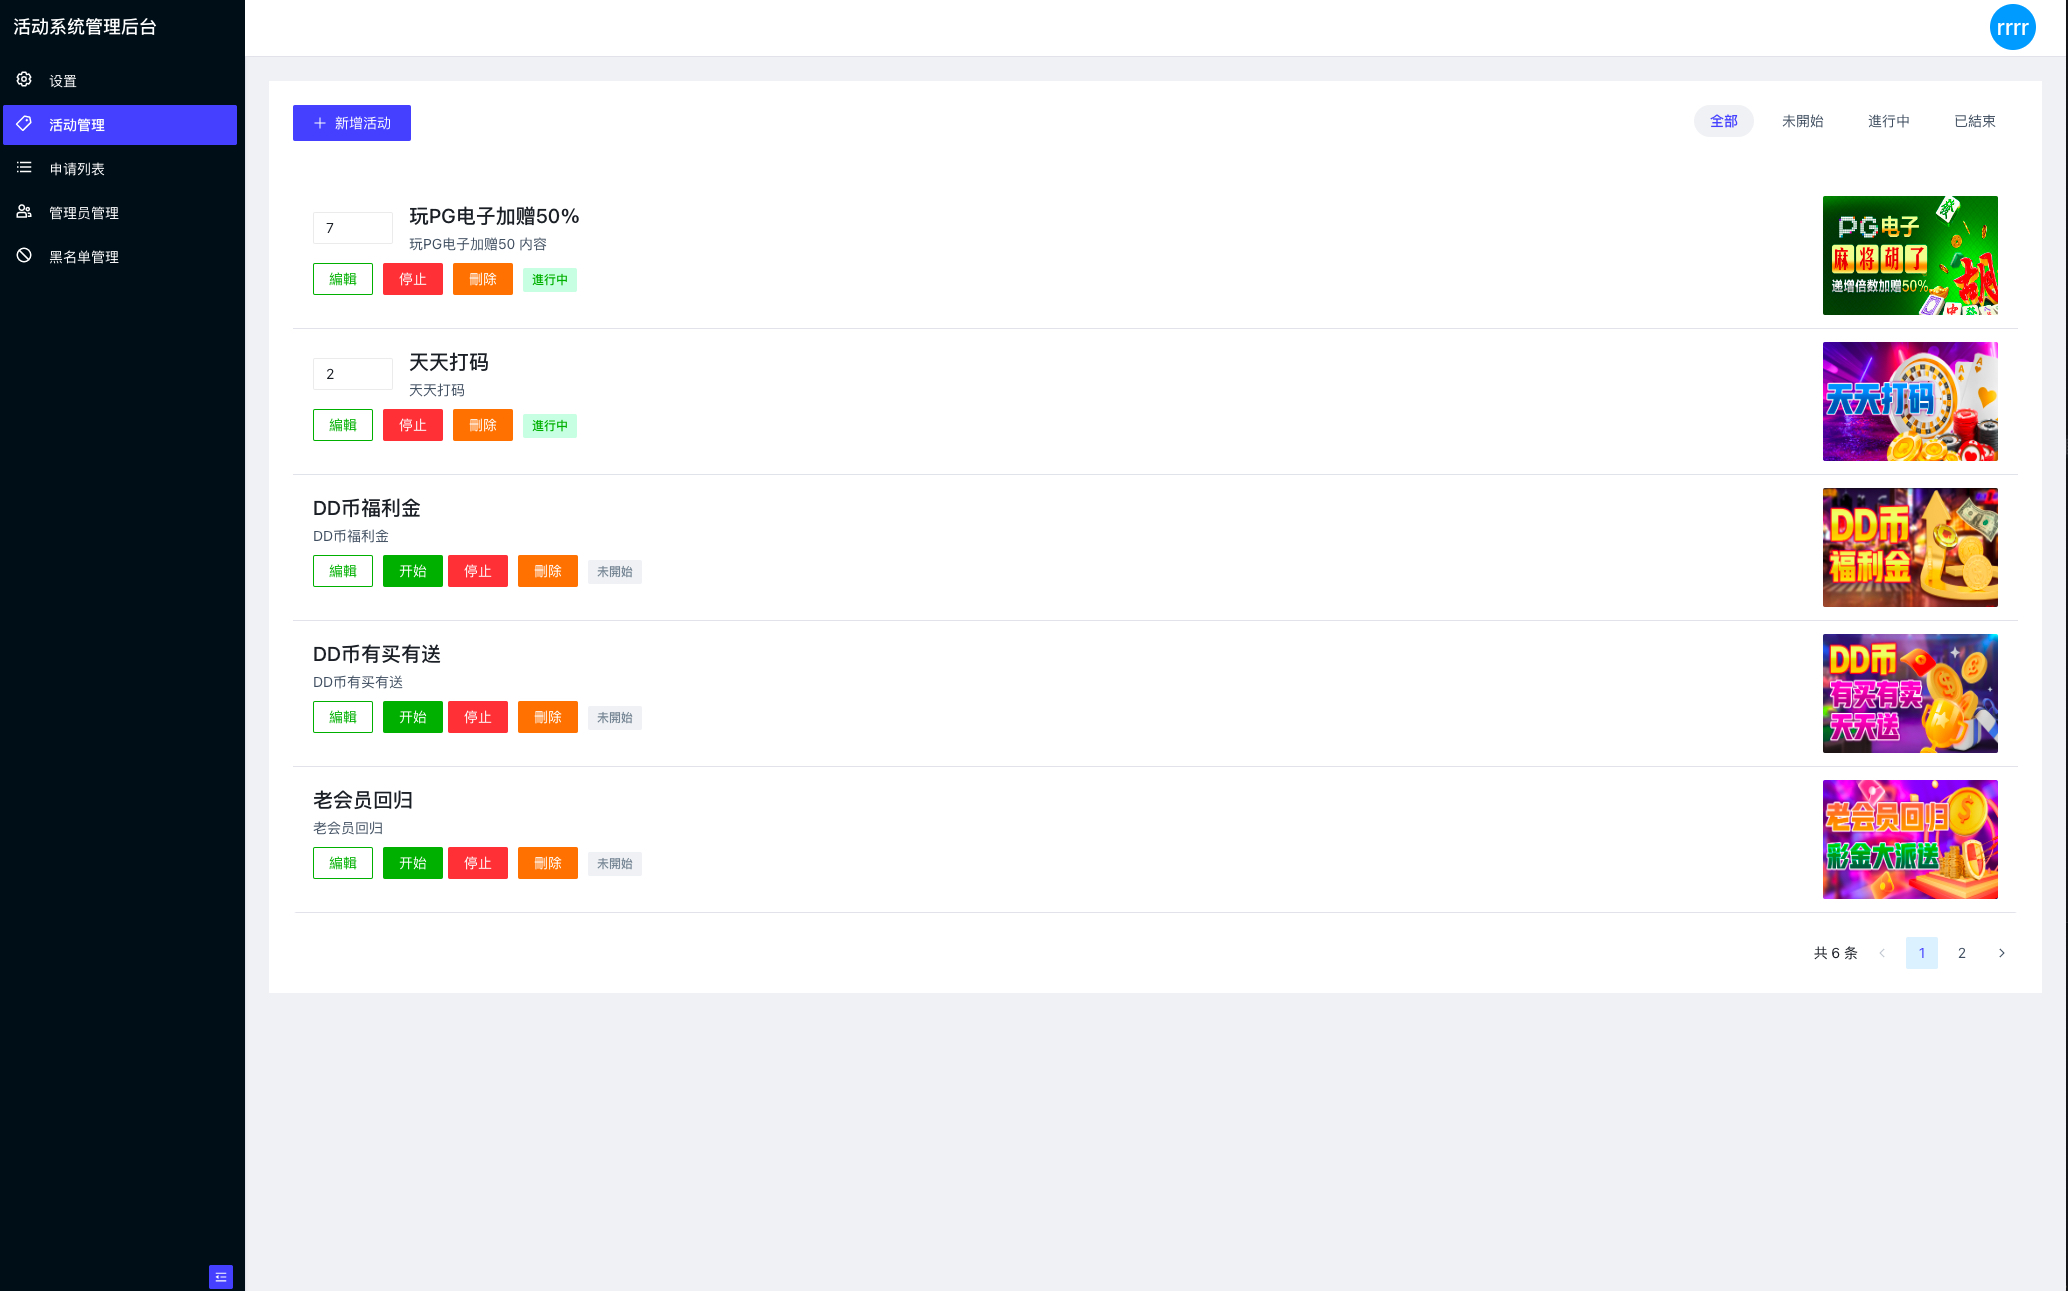 活动系统管理后台
rrrr
设置
活动管理
申请列表
管理员管理
黑名单管理
新增活动
全部
未開始
進行中
已結束
7
玩PG电子加赠50%
玩PG电子加赠50 内容
編輯
停止
刪除
進行中
PG电子
麻将胡了
递增倍数加赠50%
2
天天打码
天天打码
編輯
停止
刪除
進行中
天天打码
DD币福利金
DD币福利金
編輯
开始
停止
刪除
未開始
DD币
福利金
DD币有买有送
DD币有买有送
編輯
开始
停止
刪除
未開始
DD币
有买有卖
天天送
老会员回归
老会员回归
編輯
开始
停止
刪除
未開始
老会员回归
彩金大派送
共 6 条
1
2